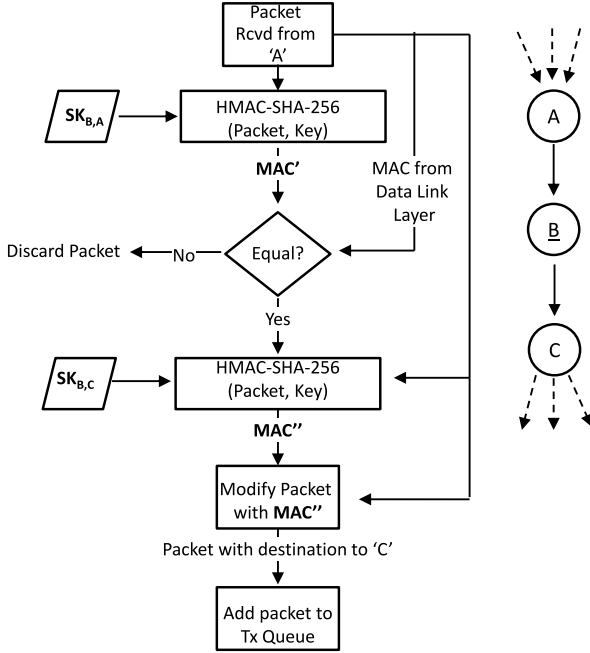 Packet
Rcvd from
‘A’
SK_B,A
HMAC-SHA-256
(Packet, Key)
MAC’
MAC from
Data Link
Layer
Discard Packet
No
Equal?
Yes
SK_B,C
HMAC-SHA-256
(Packet, Key)
MAC’’
Modify Packet
with MAC’’
Packet with destination to ‘C’
Add packet to
Tx Queue
A
B
C